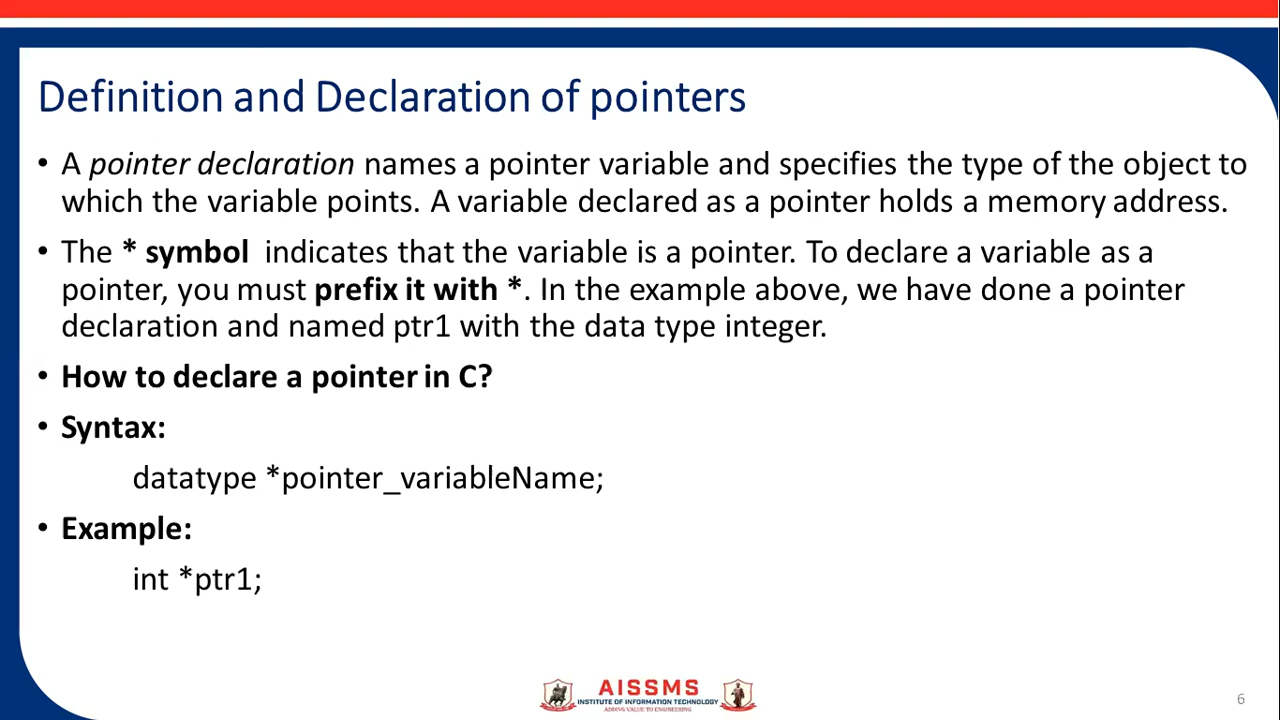 Definition and Declaration of pointers
• A pointer declaration names a pointer variable and specifies the type of the object to
which the variable points. A variable declared as a pointer holds a memory address.
• The * symbol indicates that the variable is a pointer. To declare a variable as a
pointer, you must prefix it with *. In the example above, we have done a pointer
declaration and named ptr1 with the data type integer.
• How to declare a pointer in C?
• Syntax:
datatype *pointer_variableName;
• Example:
int *ptr1;
AISSMS
INSTITUTE OF INFORMATION TECHNOLOGY
ADDING VALUE TO ENGINEERING
6